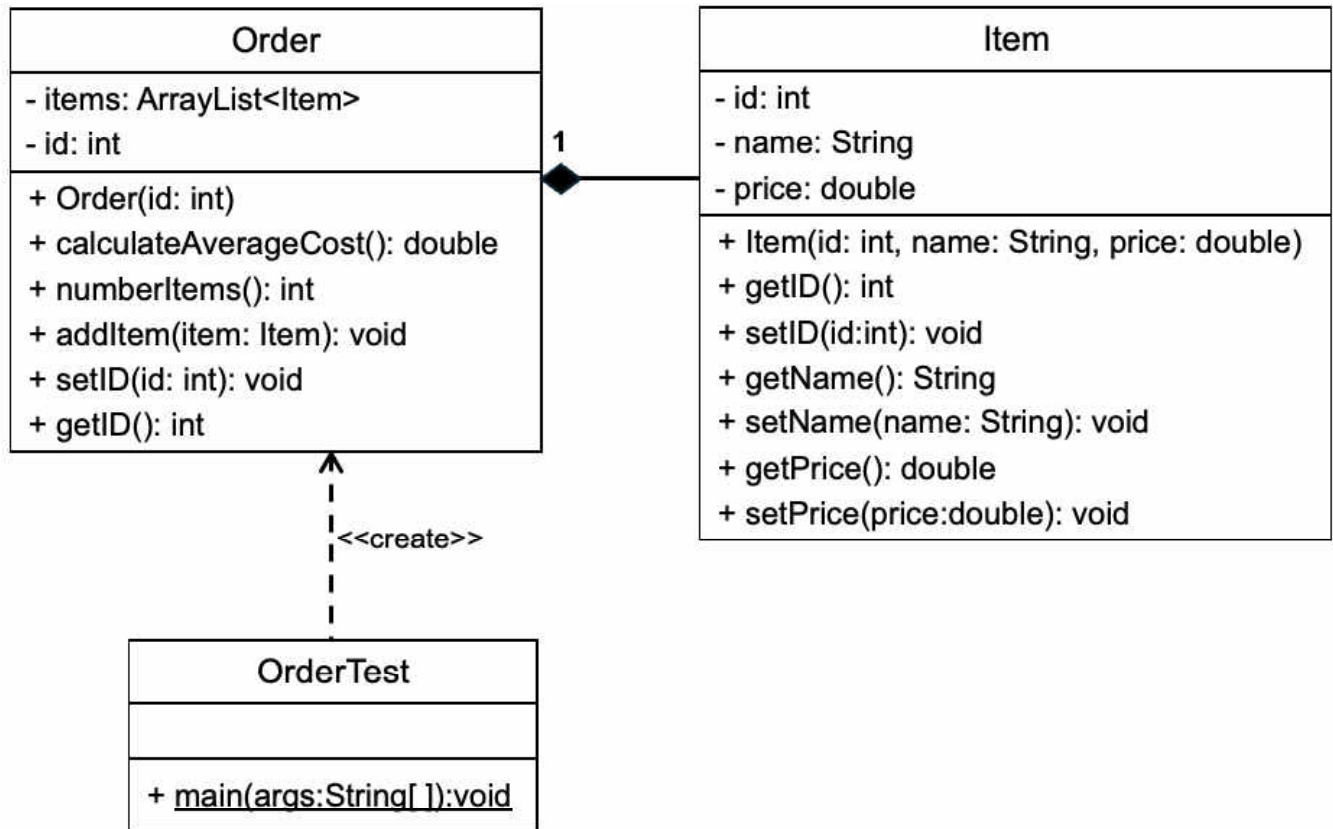 Order
- items: ArrayList<Item>
- id: int
+ Order(id: int)
+ calculateAverageCost(): double
+ numberItems(): int
+ addItem(item: Item): void
+ setID(id: int): void
+ getID(): int
1
Item
- id: int
- name: String
- price: double
+ Item(id: int, name: String, price: double)
+ getID(): int
+ setID(id:int): void
+ getName(): String
+ setName(name: String): void
+ getPrice(): double
+ setPrice(price:double): void
<<create>>
OrderTest
+ main(args:String[ ]):void